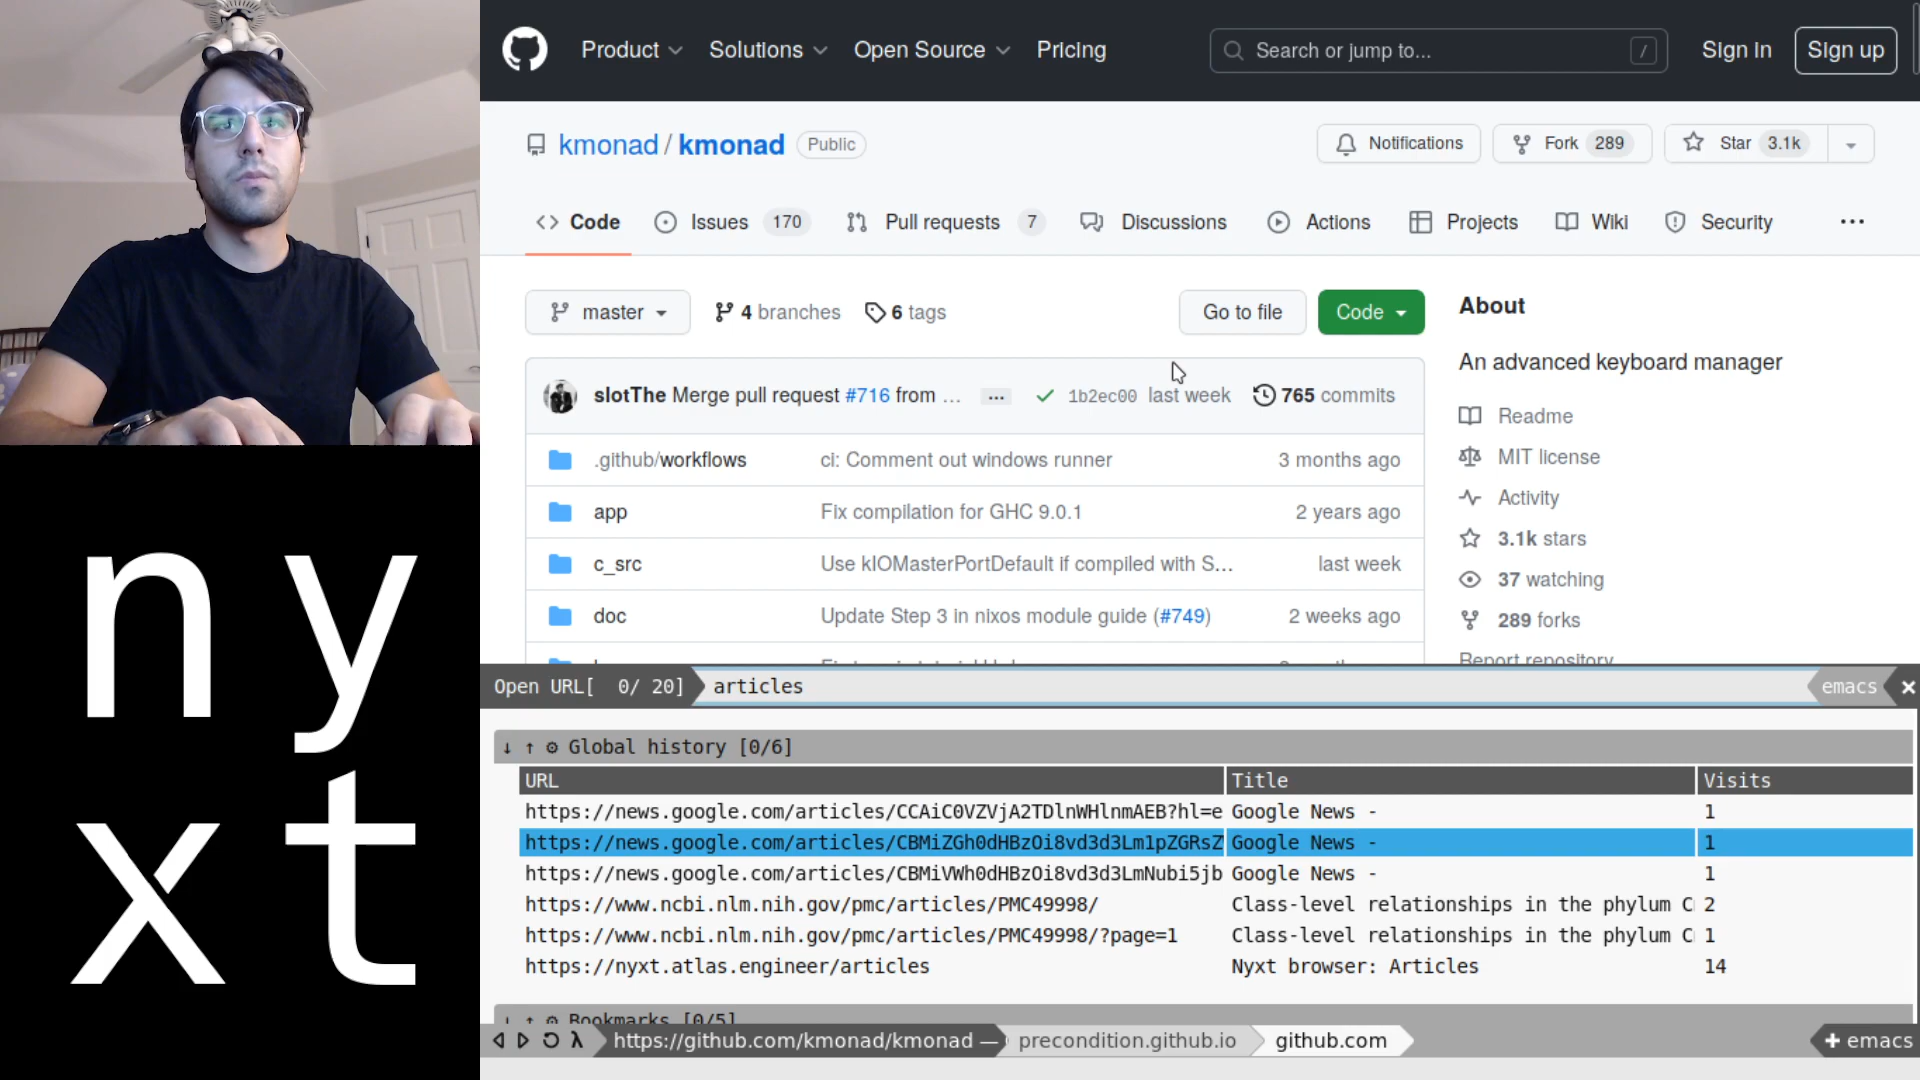 ny
xt
Product Solutions Open Source Pricing Search or jump to... / Sign in Sign up
kmonad / kmonad Public Notifications Fork 289 Star 3.1k
Code Issues 170 Pull requests 7 Discussions Actions Projects Wiki Security ...
master 4 branches 6 tags Go to file Code
slotThe Merge pull request #716 from … ... 1b2ec00 last week 765 commits
.github/workflows ci: Comment out windows runner 3 months ago
app Fix compilation for GHC 9.0.1 2 years ago
c_src Use kIOMasterPortDefault if compiled with S... last week
doc Update Step 3 in nixos module guide (#749) 2 weeks ago
About
An advanced keyboard manager
Readme
MIT license
Activity
3.1k stars
37 watching
289 forks
Report repository
Open URL[ 0/ 20] articles emacs ×
↓ ↑ ⚙ Global history [0/6]
URL Title Visits
https://news.google.com/articles/CCAiC0VZVjA2TDlnWHlnmAEB?hl=e Google News - 1
https://news.google.com/articles/CBMiZGh0dHBzOi8vd3d3Lm1pZGRsZ Google News - 1
https://news.google.com/articles/CBMiVWh0dHBzOi8vd3d3LmNubi5jb Google News - 1
https://www.ncbi.nlm.nih.gov/pmc/articles/PMC49998/ Class-level relationships in the phylum C 2
https://www.ncbi.nlm.nih.gov/pmc/articles/PMC49998/?page=1 Class-level relationships in the phylum C 1
https://nyxt.atlas.engineer/articles Nyxt browser: Articles 14
↓ ↑ ⚙ Bookmarks [0/5]
λ https://github.com/kmonad/kmonad — precondition.github.io github.com + emacs